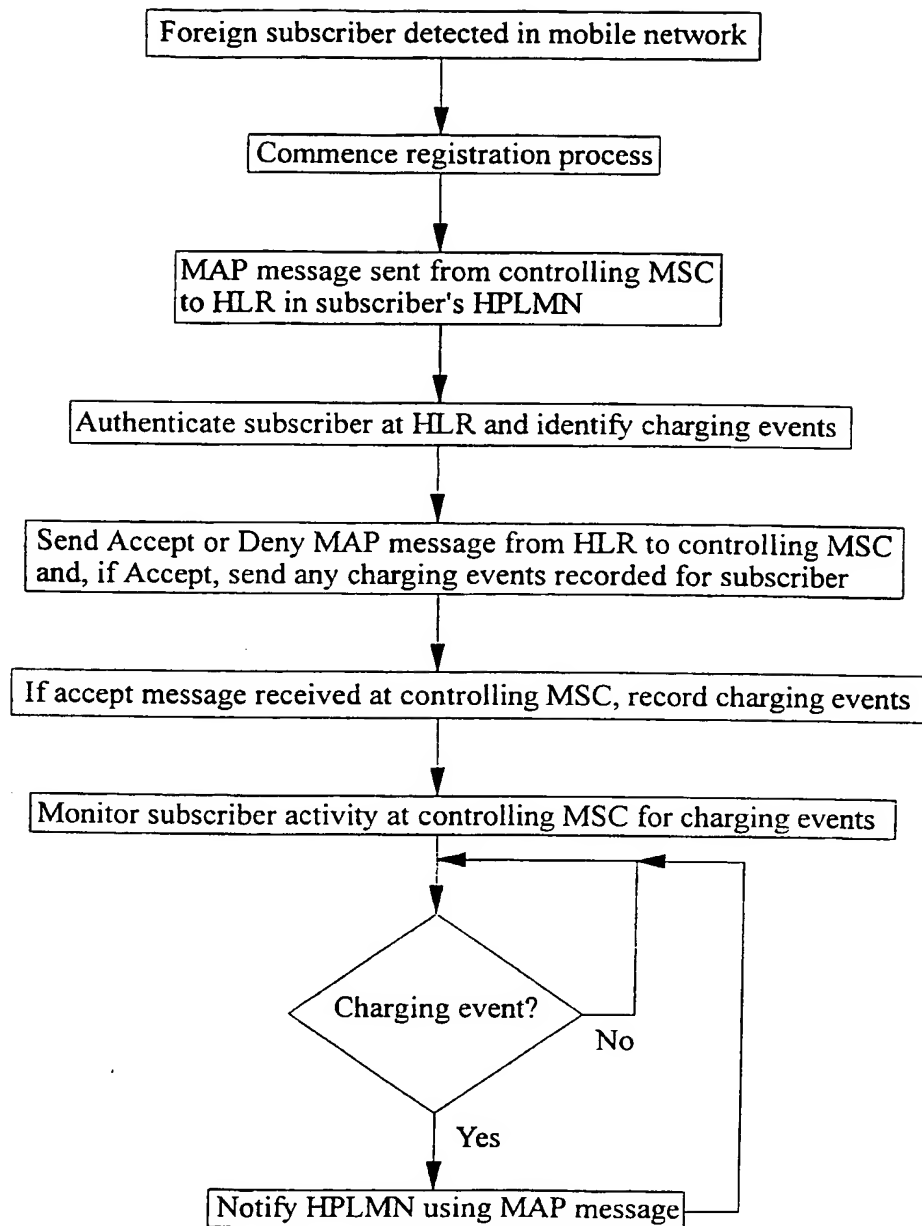 Foreign subscriber detected in mobile network
Commence registration process
MAP message sent from controlling MSC
to HLR in subscriber's HPLMN
Authenticate subscriber at HLR and identify charging events
Send Accept or Deny MAP message from HLR to controlling MSC
and, if Accept, send any charging events recorded for subscriber
If accept message received at controlling MSC, record charging events
Monitor subscriber activity at controlling MSC for charging events
Charging event?
No
Yes
Notify HPLMN using MAP message